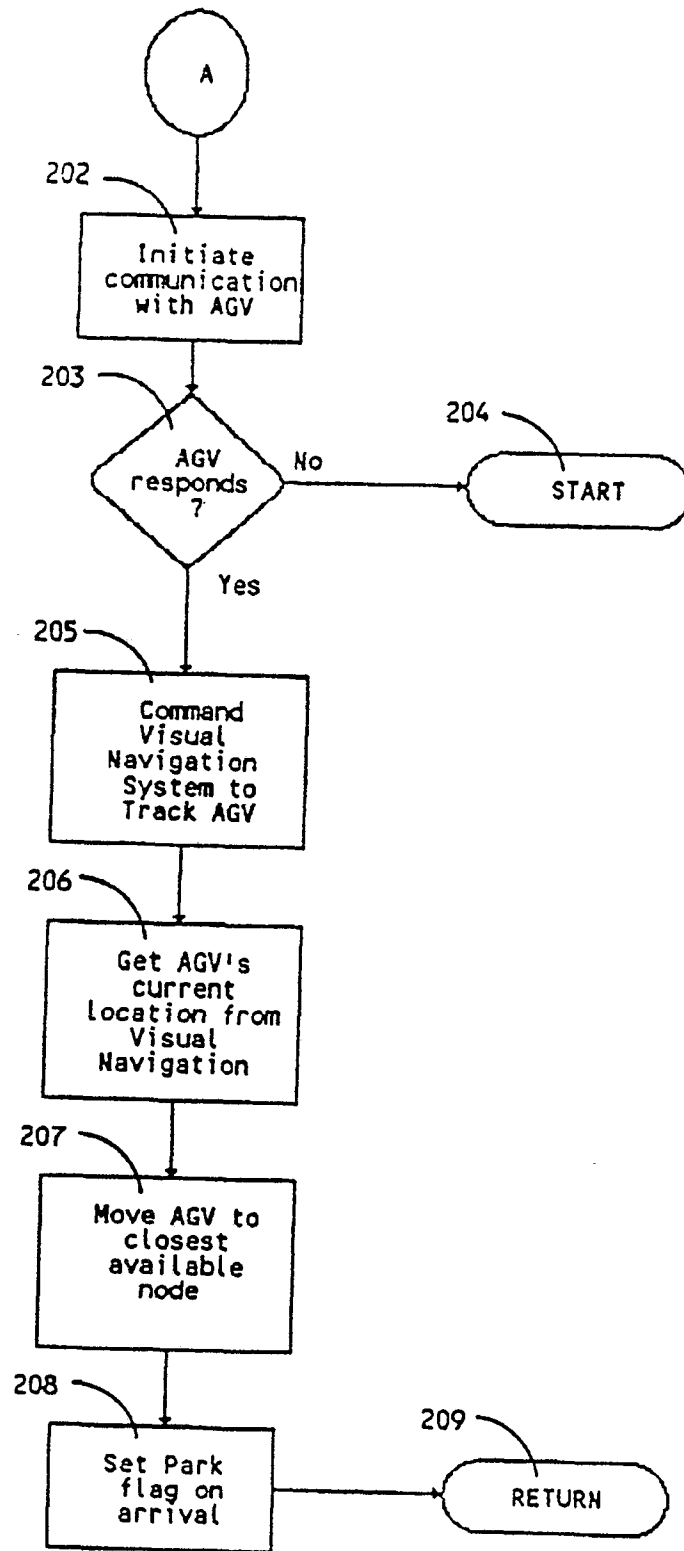 A
202
Initiate
communication
with AGV
203
AGV
responds
?
No
204
START
Yes
205
Command
Visual
Navigation
System to
Track AGV
206
Get AGV's
current
location from
Visual
Navigation
207
Move AGV to
closest
available
node
208
Set Park
flag on
arrival
209
RETURN